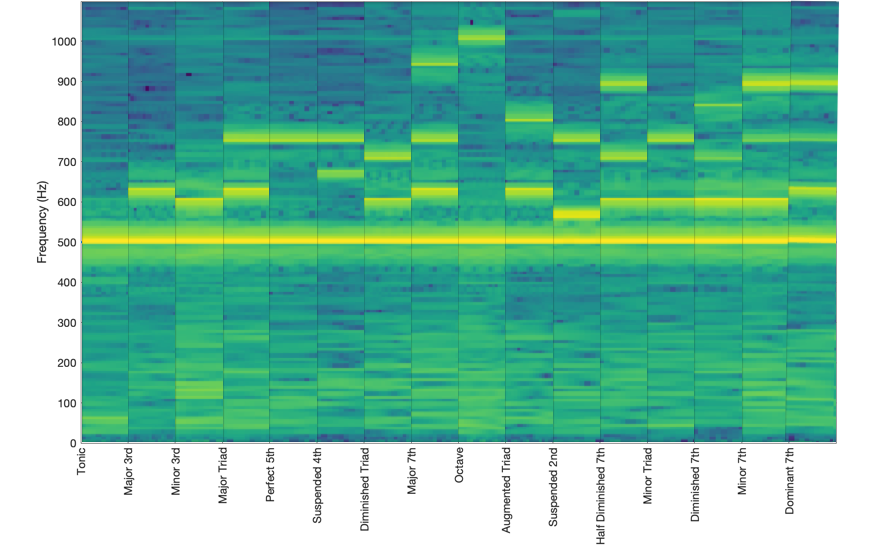 1000
900
800
700
600
500
400
300
200
100
0
Frequency (Hz)
Tonic
Major 3rd
Minor 3rd
Major Triad
Perfect 5th
Suspended 4th
Diminished Triad
Major 7th
Octave
Augmented Triad
Suspended 2nd
Half Diminished 7th
Minor Triad
Diminished 7th
Minor 7th
Dominant 7th